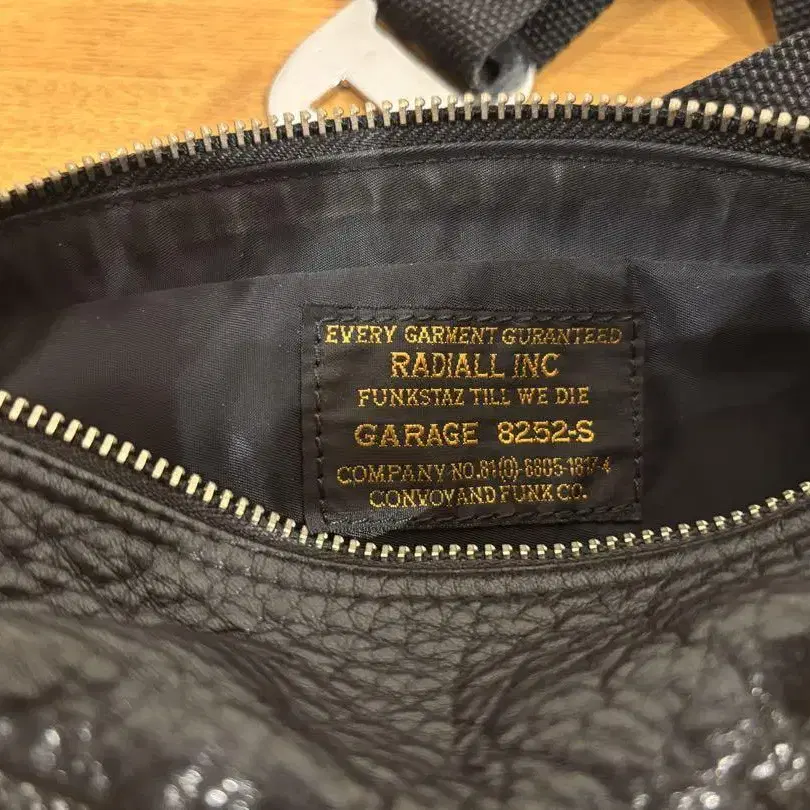 EVERY GARMENT GURANTEED
RADIALL INC
FUNKSTAZ TILL WE DIE
GARAGE 8252-S
COMPANY NO.81(0)-8805-1817-4
CONVOY AND FUNK CO.